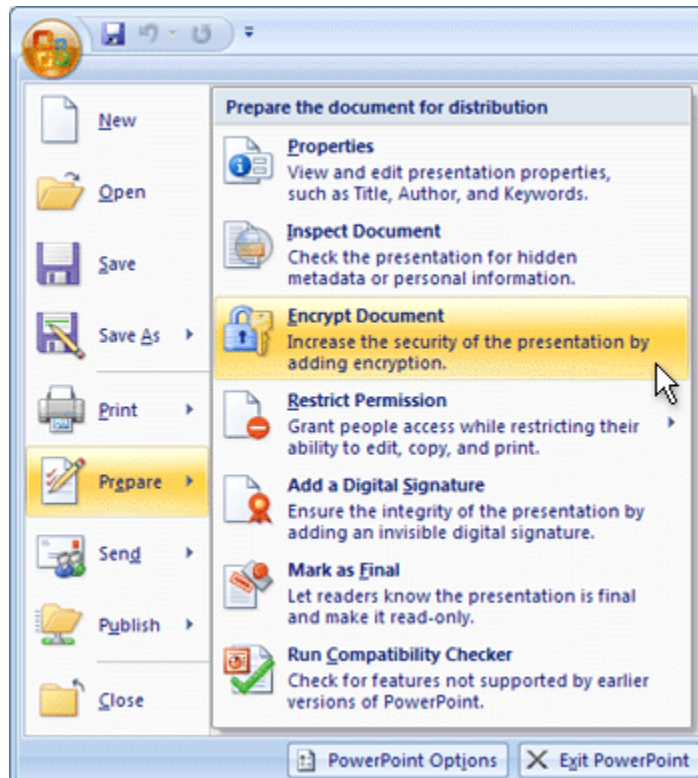 New
Open
Save
Save As
Print
Prepare
Send
Publish
Close
Prepare the document for distribution
Properties
View and edit presentation properties,
such as Title, Author, and Keywords.
Inspect Document
Check the presentation for hidden
metadata or personal information.
Encrypt Document
Increase the security of the presentation by
adding encryption.
Restrict Permission
Grant people access while restricting their
ability to edit, copy, and print.
Add a Digital Signature
Ensure the integrity of the presentation by
adding an invisible digital signature.
Mark as Final
Let readers know the presentation is final
and make it read-only.
Run Compatibility Checker
Check for features not supported by earlier
versions of PowerPoint.
PowerPoint Options
Exit PowerPoint